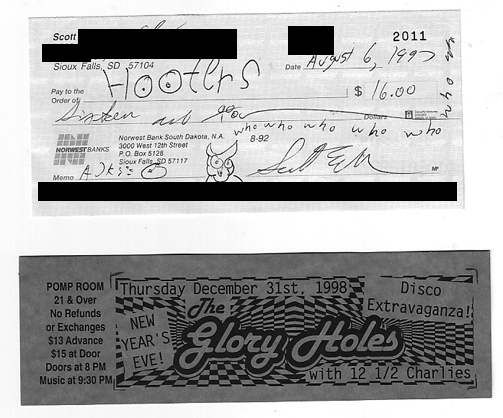 Scott
2011
Sioux Falls, SD 57104
Date August 6, 1997
Pay to the
Order of Hooters $ 16.00
Sixteen and Dollars
who who who who who
NORWEST BANKS
Norwest Bank South Dakota, N.A.
3000 West 12th Street
P.O. Box 5128
Sioux Falls, SD 57117
8-92
Memo
MP
POMP ROOM
21 & Over
No Refunds
or Exchanges
$13 Advance
$15 at Door
Doors at 8 PM
Music at 9:30 PM
Thursday December 31st, 1998
Disco
Extravaganza!
NEW
YEAR'S
EVE!
The
Glory Holes
with 12 1/2 Charlies